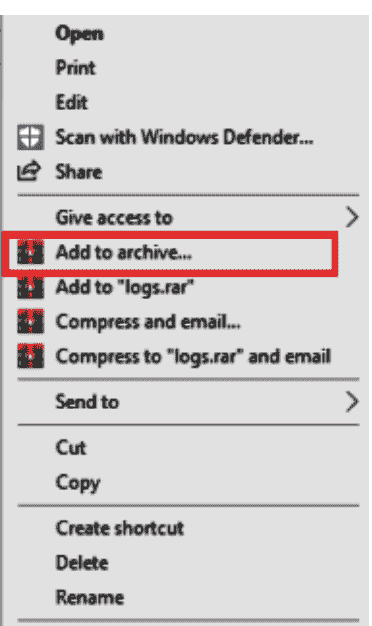 Open
Print
Edit
Scan with Windows Defender...
Share
Give access to
Add to archive...
Add to "logs.rar"
Compress and email...
Compress to "logs.rar" and email
Send to
Cut
Copy
Create shortcut
Delete
Rename